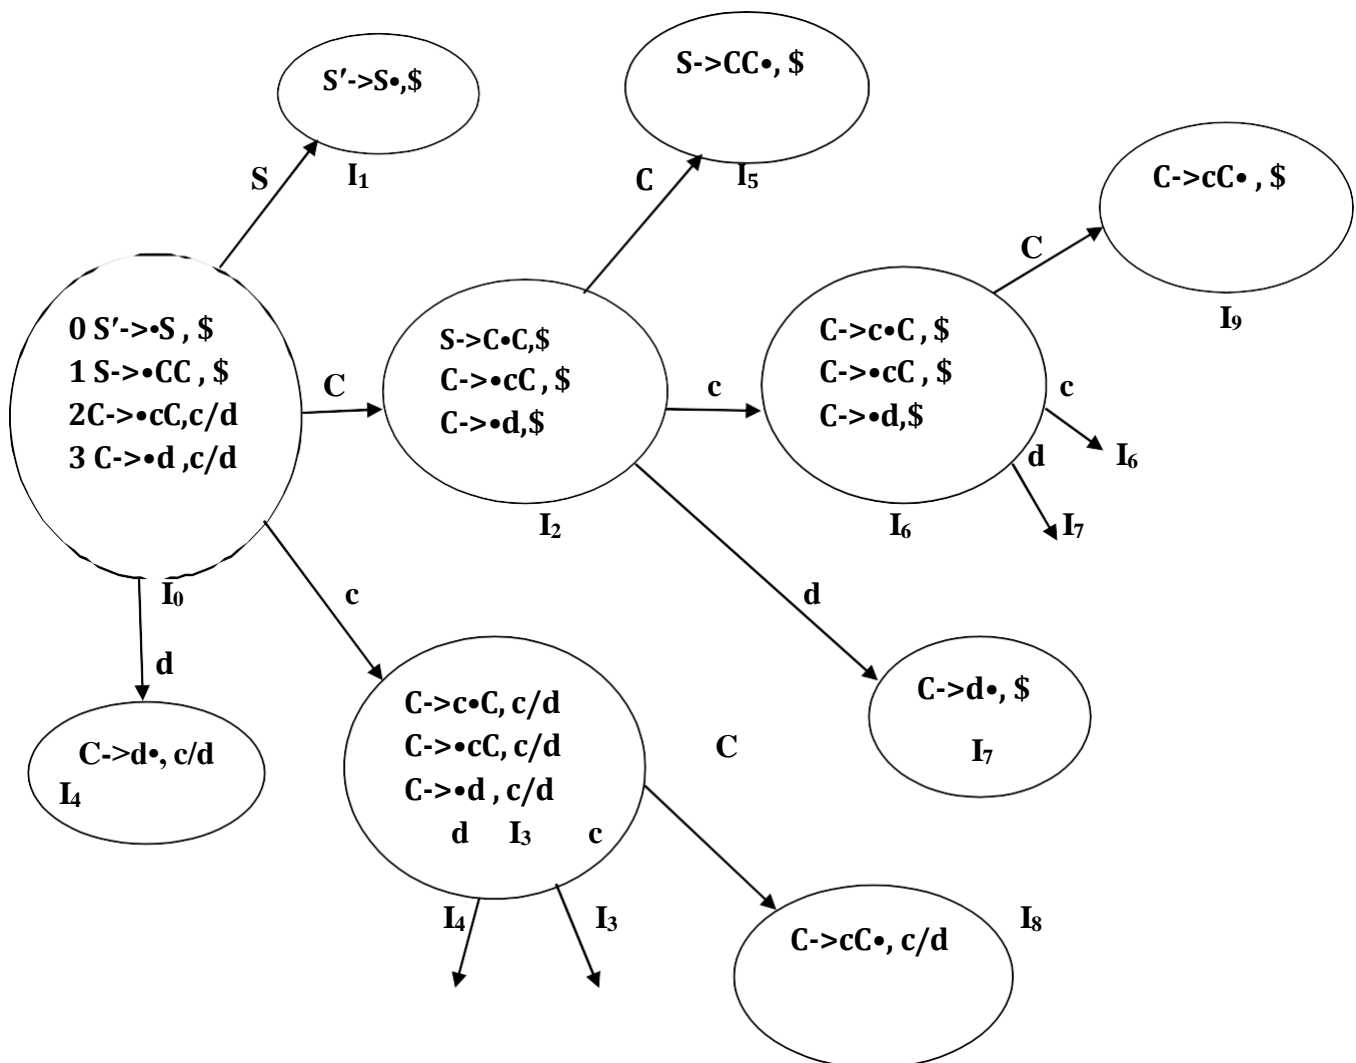 S′->S•,$
I1
S
S->CC•, $
I5
C
C->cC• , $
I9
C
0 S′->•S , $
1 S->•CC , $
2C->•cC,c/d
3 C->•d ,c/d
I0
C
S->C•C,$
C->•cC , $
C->•d,$
I2
c
C->c•C, $
C->•cC , $
C->•d,$
I6
c
I6
d
I7
d
C->d•, $
I7
c
d
C->d•, c/d
I4
C->c•C, c/d
C->•cC, c/d
C->•d , c/d
d I3 c
I4 I3
C
C->cC•, c/d
I8